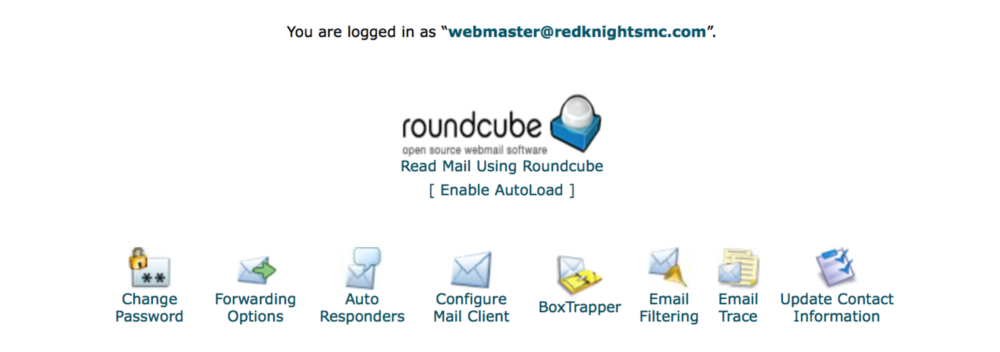 You are logged in as “webmaster@redknightsmc.com”.
roundcube
open source webmail software
Read Mail Using Roundcube
[ Enable AutoLoad ]
Change Password
Forwarding Options
Auto Responders
Configure Mail Client
BoxTrapper
Email Filtering
Email Trace
Update Contact Information